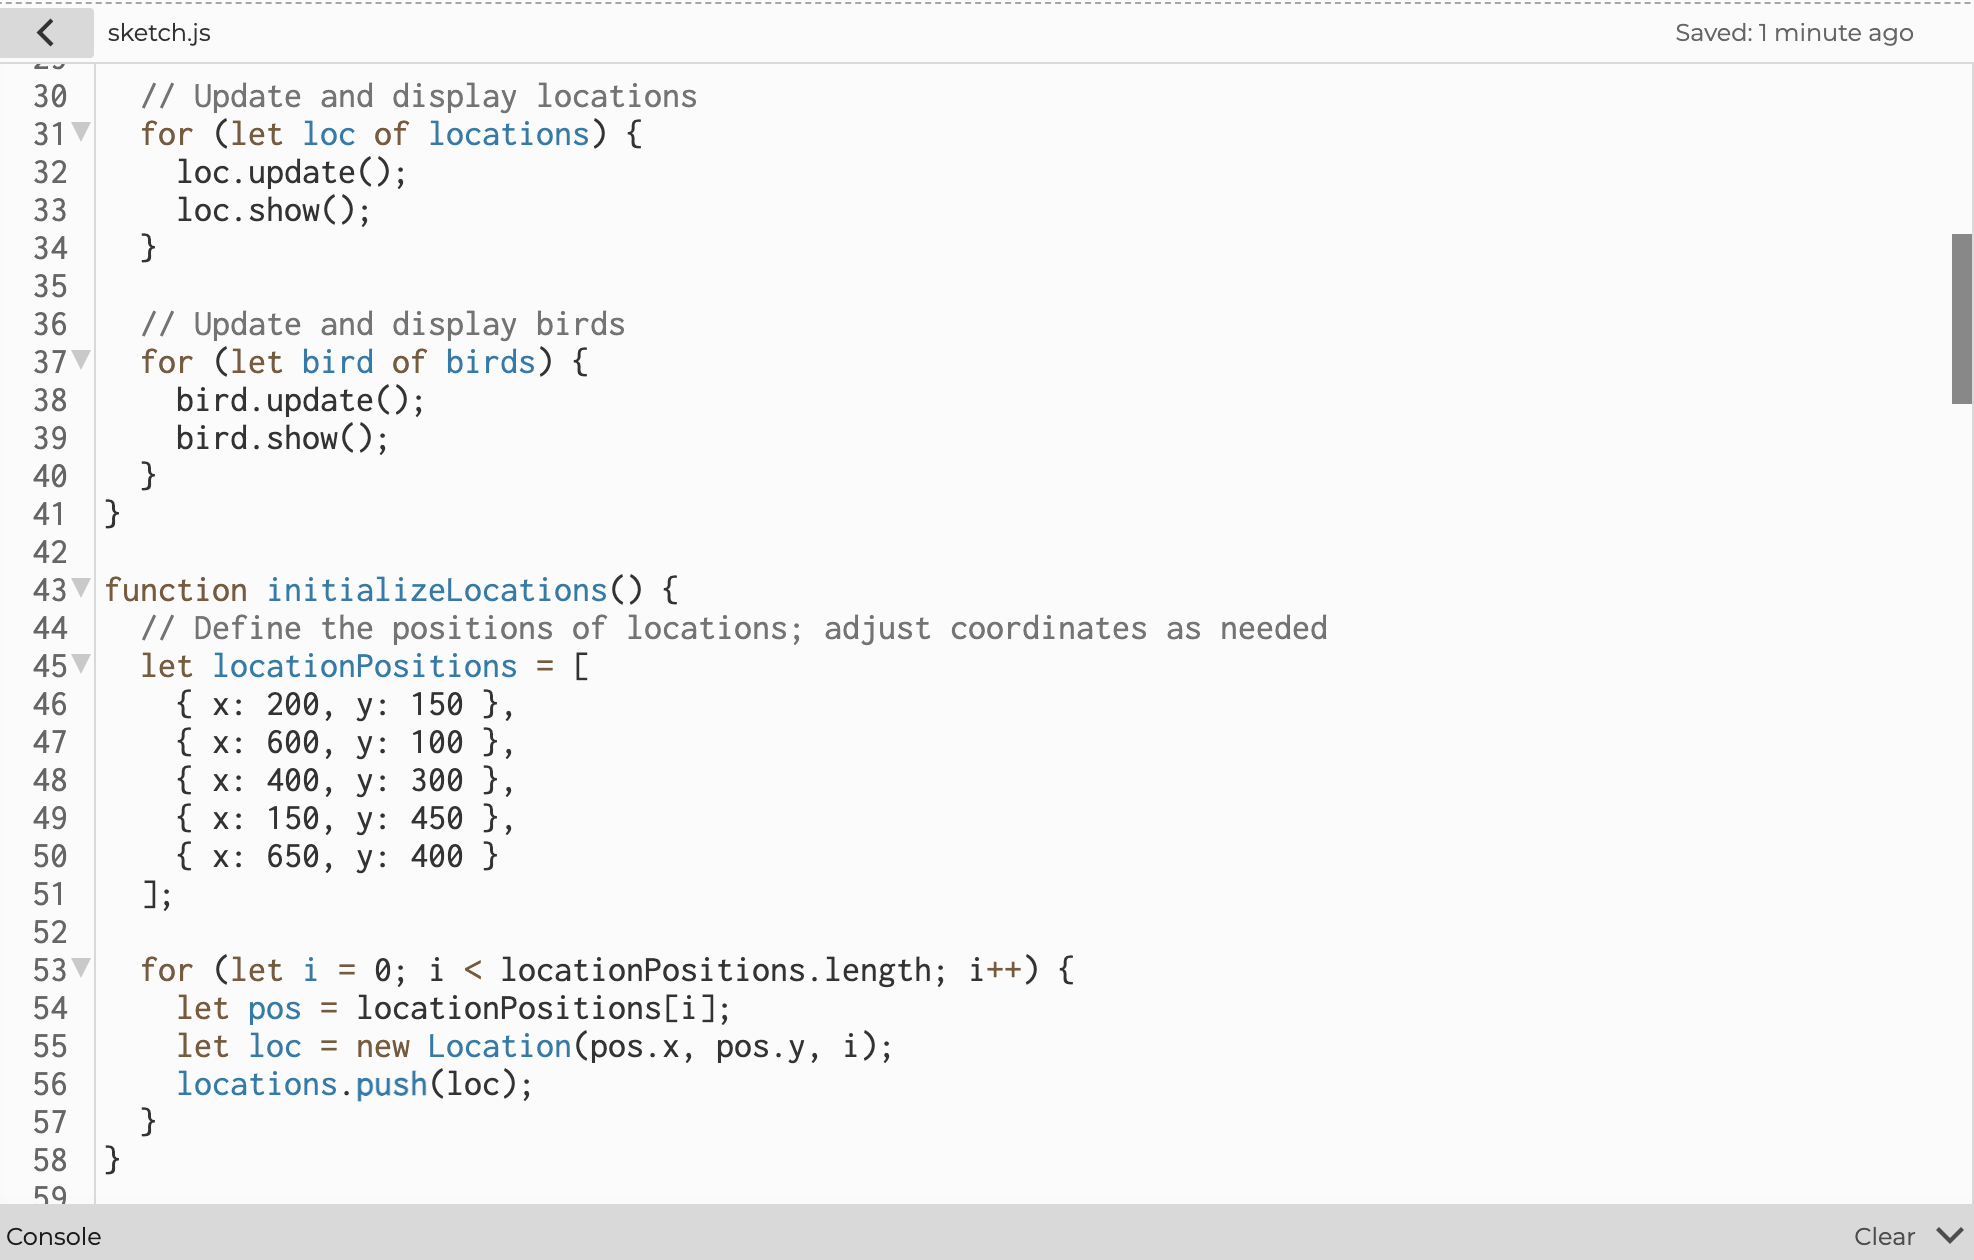 sketch.js
Saved: 1 minute ago
29
30   // Update and display locations
31   for (let loc of locations) {
32     loc.update();
33     loc.show();
34   }
35
36   // Update and display birds
37   for (let bird of birds) {
38     bird.update();
39     bird.show();
40   }
41 }
42
43 function initializeLocations() {
44   // Define the positions of locations; adjust coordinates as needed
45   let locationPositions = [
46     { x: 200, y: 150 },
47     { x: 600, y: 100 },
48     { x: 400, y: 300 },
49     { x: 150, y: 450 },
50     { x: 650, y: 400 }
51   ];
52
53   for (let i = 0; i < locationPositions.length; i++) {
54     let pos = locationPositions[i];
55     let loc = new Location(pos.x, pos.y, i);
56     locations.push(loc);
57   }
58 }
59
Console
Clear